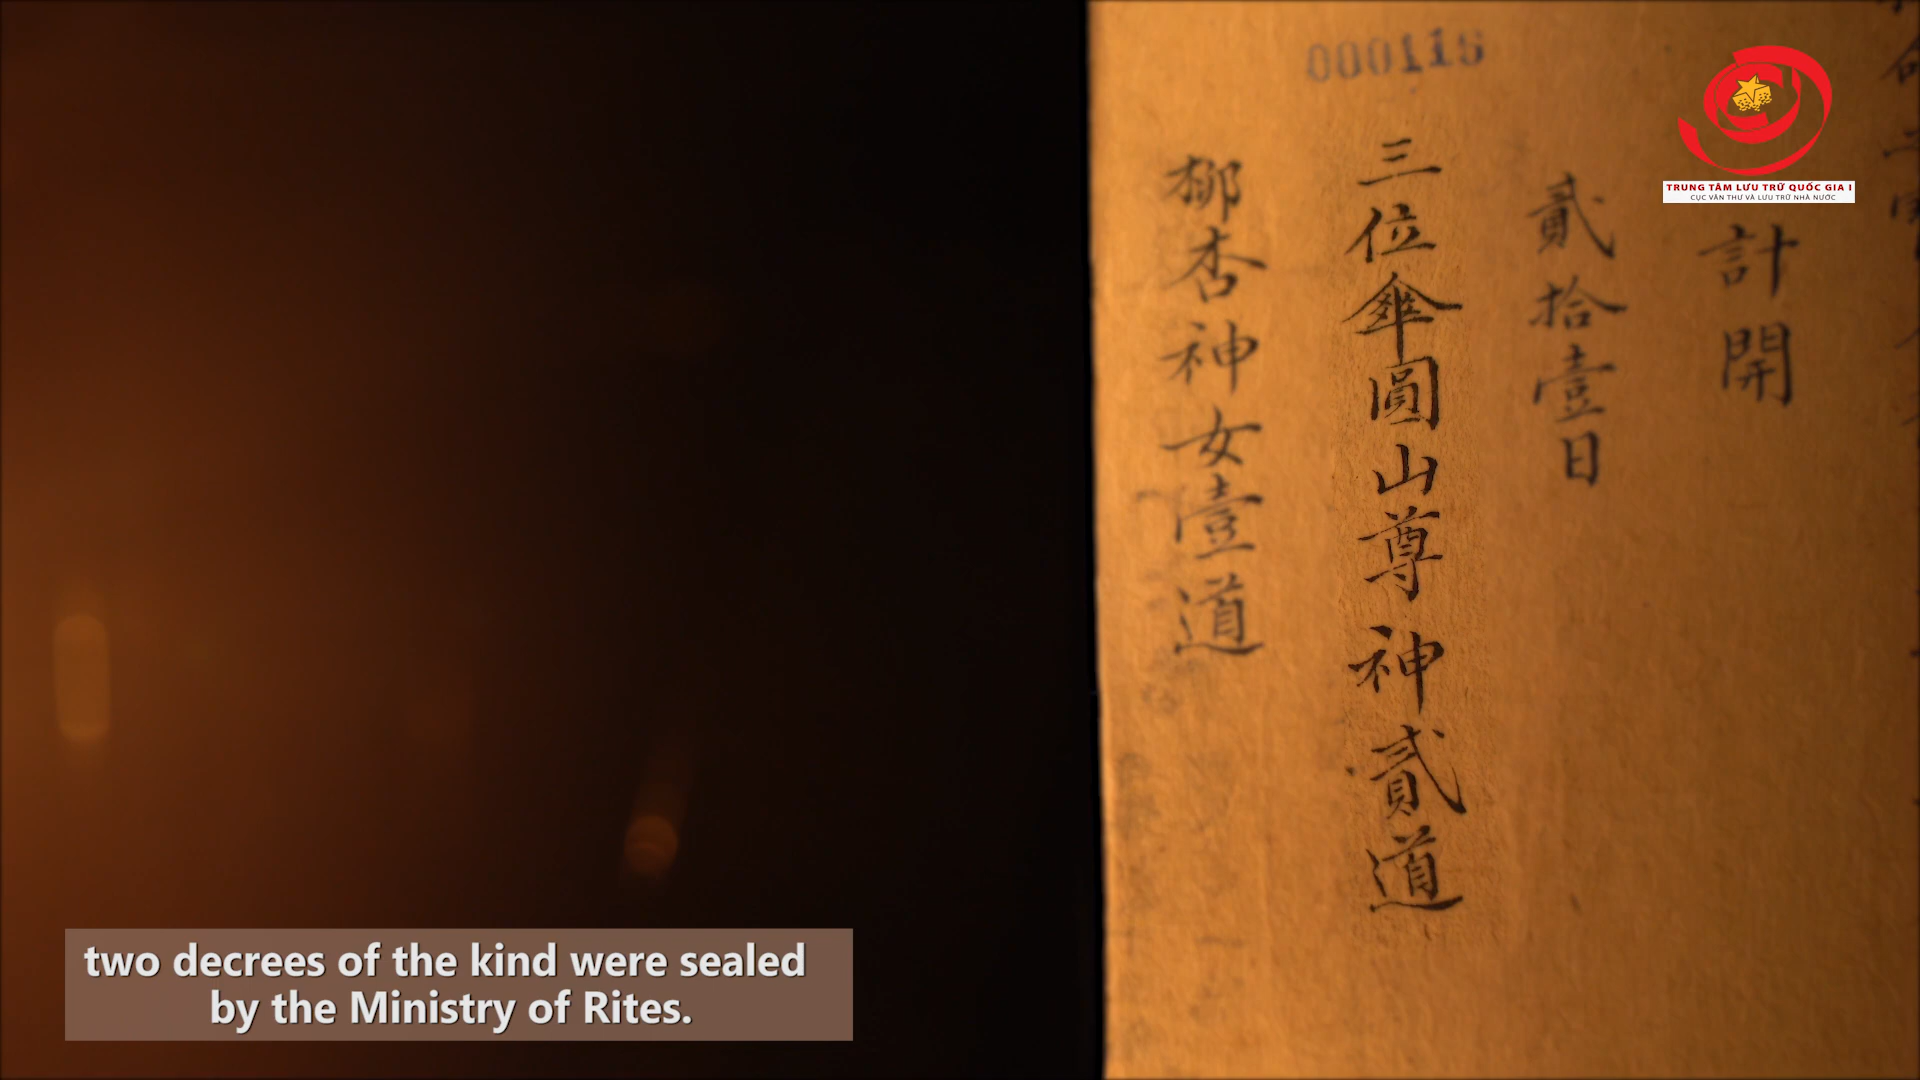 000115
計開
貳拾壹日
三位傘圓山尊神貳道
柳杏神女壹道
TRUNG TÂM LƯU TRỮ QUỐC GIA I
CỤC VĂN THƯ VÀ LƯU TRỮ NHÀ NƯỚC
two decrees of the kind were sealed
by the Ministry of Rites.